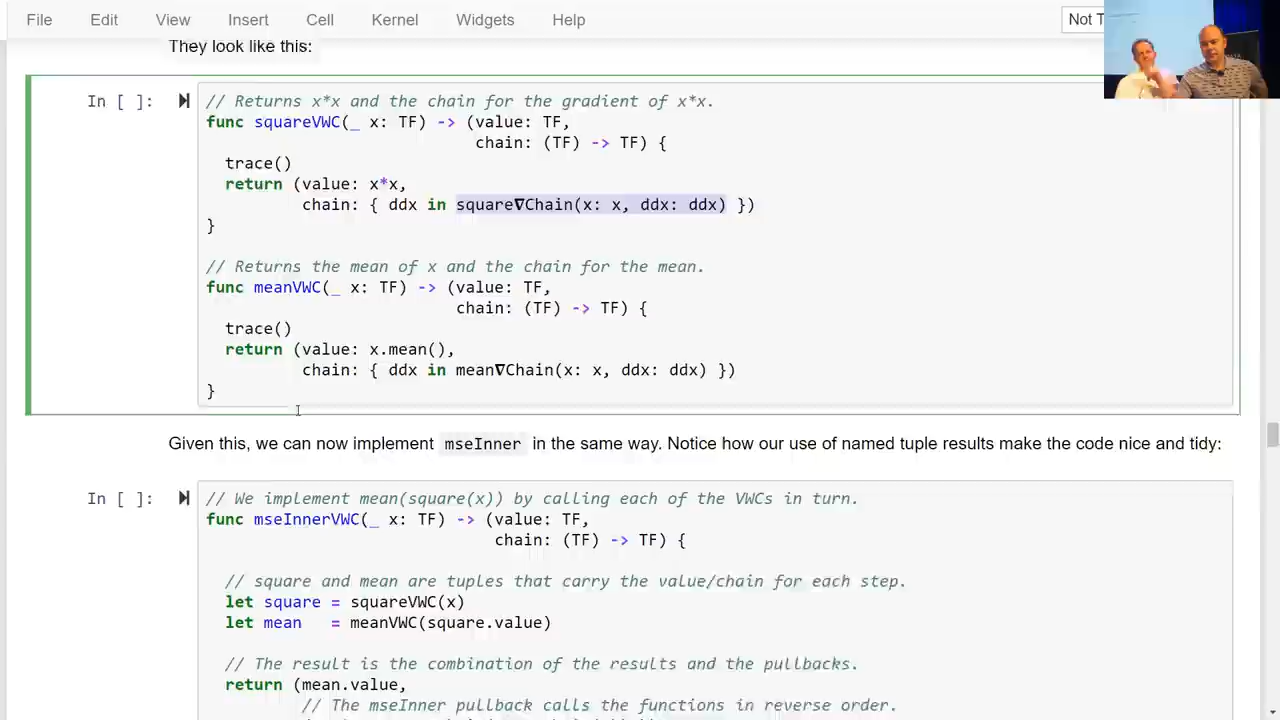 File Edit View Insert Cell Kernel Widgets Help Not T
They look like this:
In [ ]: // Returns x*x and the chain for the gradient of x*x.
func squareVWC(_ x: TF) -> (value: TF,
chain: (TF) -> TF) {
trace()
return (value: x*x,
chain: { ddx in square∇Chain(x: x, ddx: ddx) })
}
// Returns the mean of x and the chain for the mean.
func meanVWC(_ x: TF) -> (value: TF,
chain: (TF) -> TF) {
trace()
return (value: x.mean(),
chain: { ddx in mean∇Chain(x: x, ddx: ddx) })
}
Given this, we can now implement mseInner in the same way. Notice how our use of named tuple results make the code nice and tidy:
In [ ]: // We implement mean(square(x)) by calling each of the VWCs in turn.
func mseInnerVWC(_ x: TF) -> (value: TF,
chain: (TF) -> TF) {
// square and mean are tuples that carry the value/chain for each step.
let square = squareVWC(x)
let mean = meanVWC(square.value)
// The result is the combination of the results and the pullbacks.
return (mean.value,
// The mseInner pullback calls the functions in reverse order.